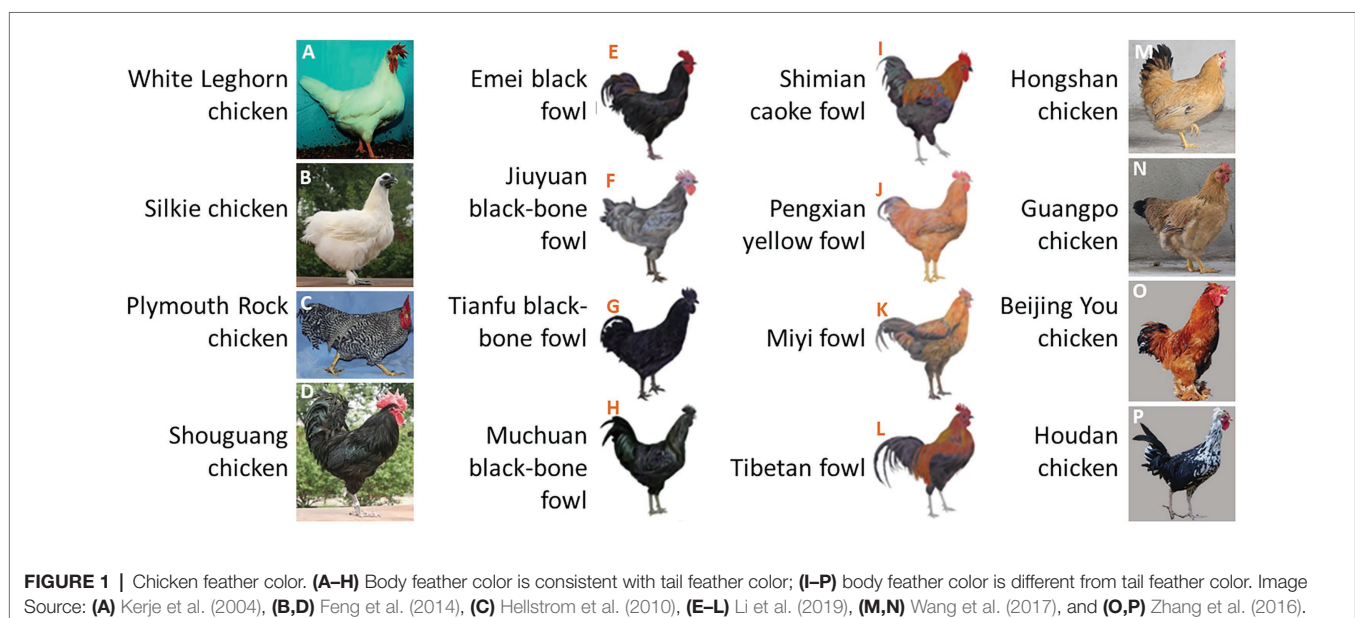 White Leghorn
chicken
A
Silkie chicken
B
Plymouth Rock
chicken
C
Shouguang
chicken
D
Emei black
fowl
E
Jiuyuan
black-bone
fowl
F
Tianfu black-
bone fowl
G
Muchuan
black-bone
fowl
H
Shimian
caoke fowl
I
Pengxian
yellow fowl
J
Miyi fowl
K
Tibetan fowl
L
Hongshan
chicken
M
Guangpo
chicken
N
Beijing You
chicken
O
Houdan
chicken
P
FIGURE 1 | Chicken feather color. (A–H) Body feather color is consistent with tail feather color; (I–P) body feather color is different from tail feather color. Image
Source: (A) Kerje et al. (2004), (B,D) Feng et al. (2014), (C) Hellstrom et al. (2010), (E–L) Li et al. (2019), (M,N) Wang et al. (2017), and (O,P) Zhang et al. (2016).